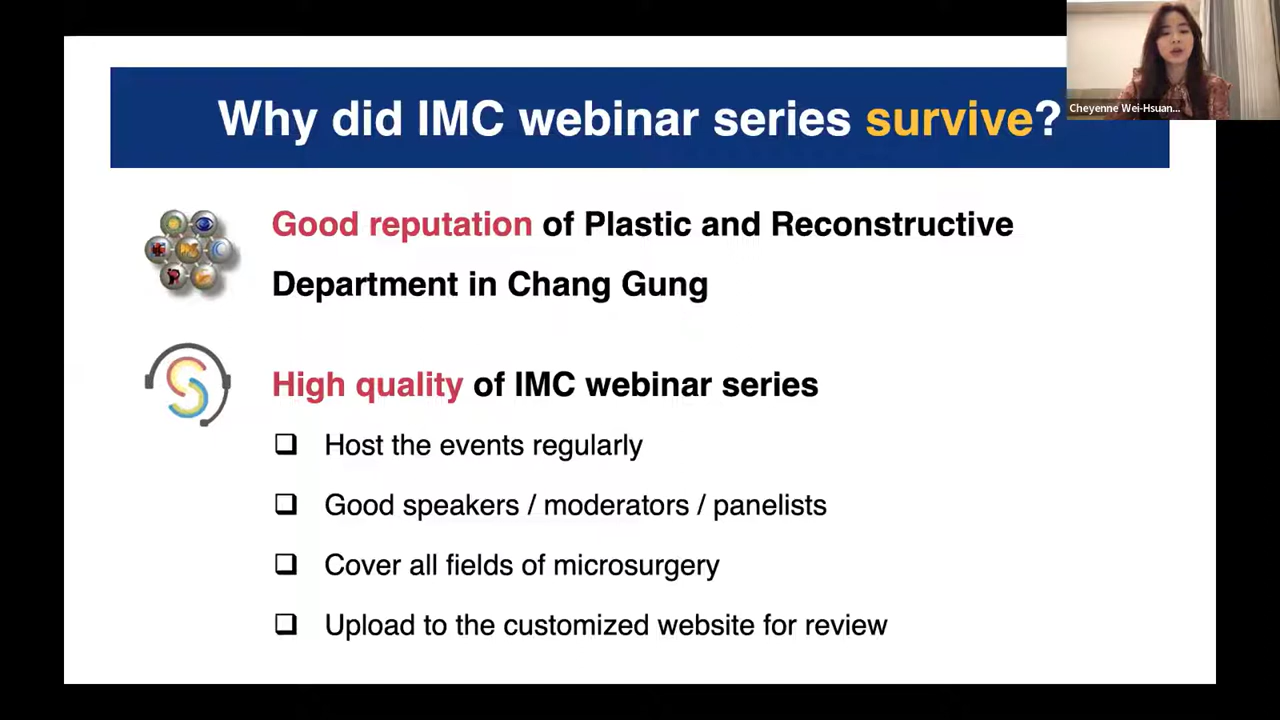 Why did IMC webinar series survive?
Cheyenne Wei-Hsuan...
Good reputation of Plastic and Reconstructive
Department in Chang Gung
High quality of IMC webinar series
Host the events regularly
Good speakers / moderators / panelists
Cover all fields of microsurgery
Upload to the customized website for review